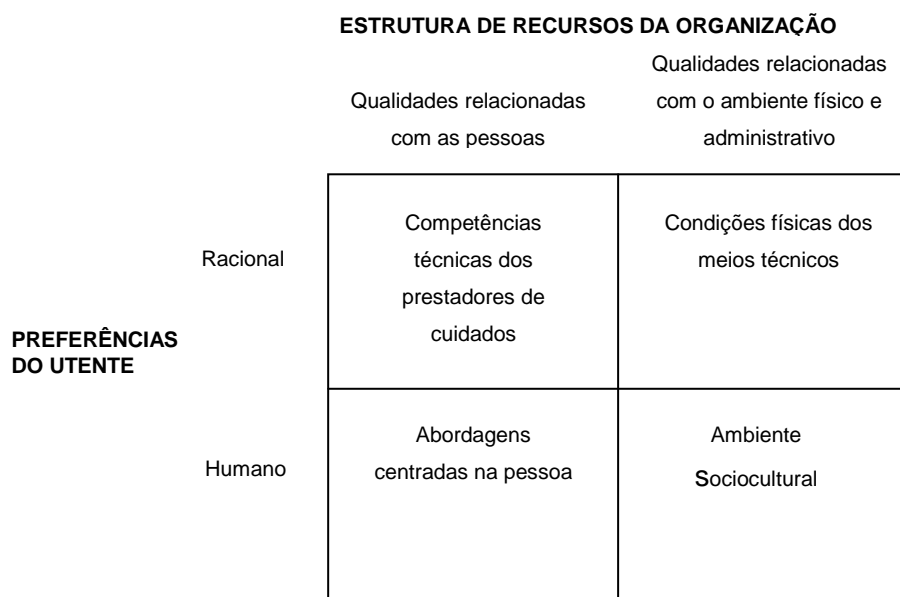 ESTRUTURA DE RECURSOS DA ORGANIZAÇÃO
Qualidades relacionadas
com as pessoas
Qualidades relacionadas
com o ambiente físico e
administrativo
Racional
Competências
técnicas dos
prestadores de
cuidados
Condições físicas dos
meios técnicos
PREFERÊNCIAS
DO UTENTE
Humano
Abordagens
centradas na pessoa
Ambiente
Sociocultural